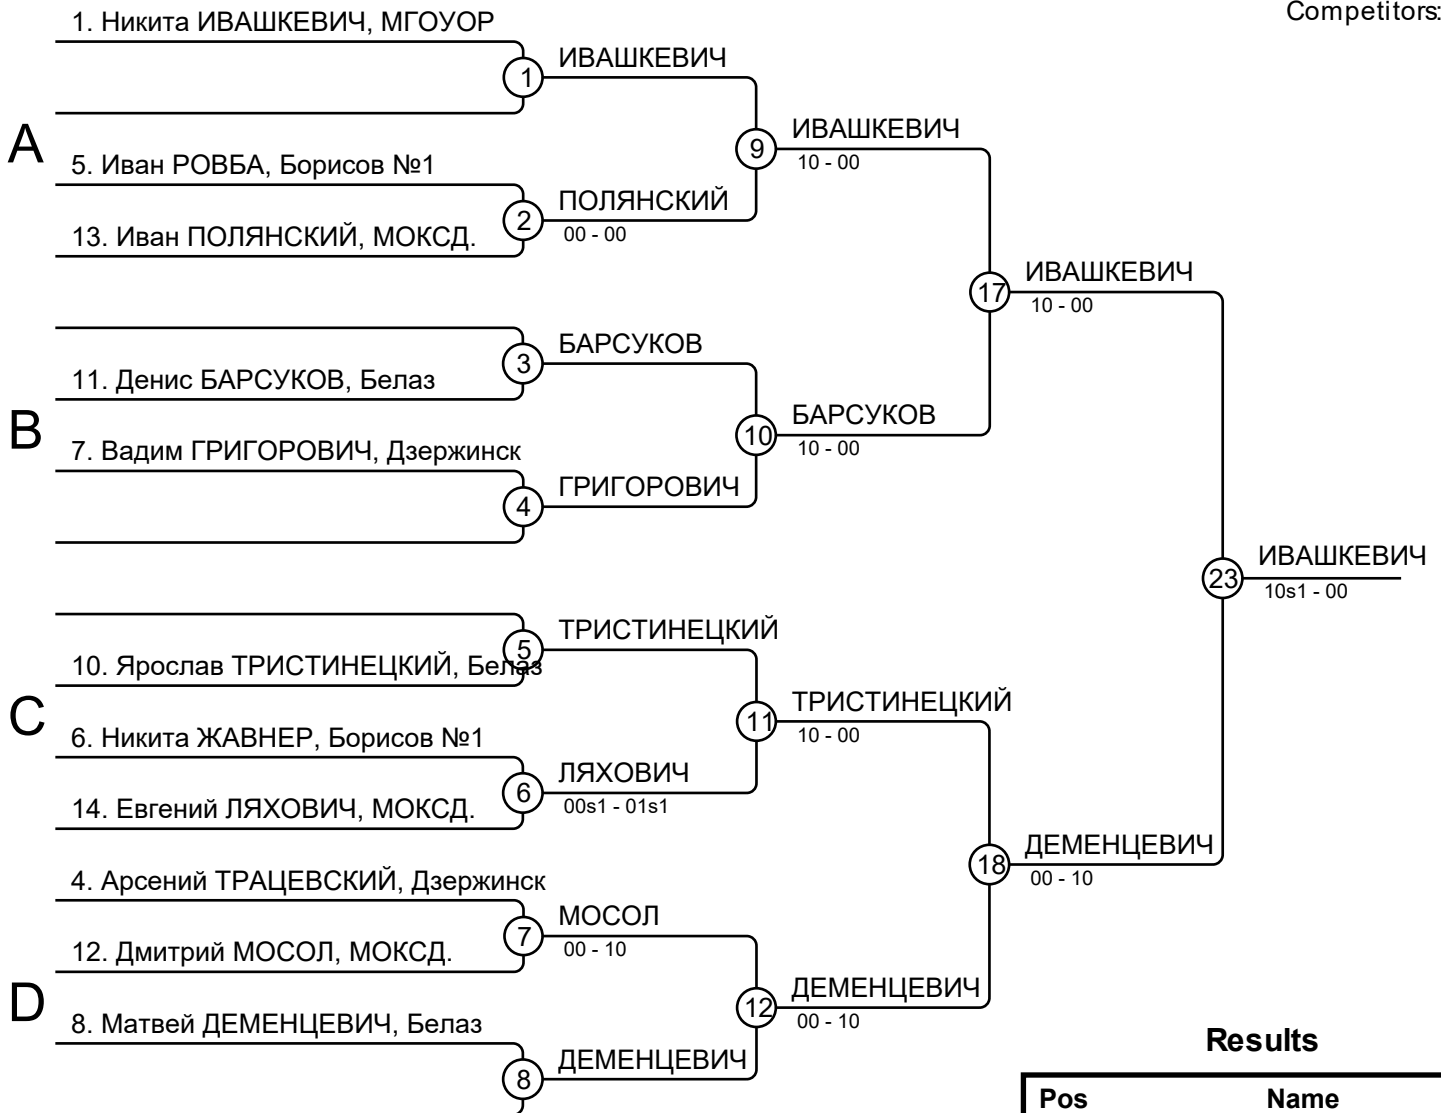 Competitors:
1. Никита ИВАШКЕВИЧ, МГОУОР
1
ИВАШКЕВИЧ
A
9
ИВАШКЕВИЧ
10 - 00
5. Иван РОВБА, Борисов №1
2
ПОЛЯНСКИЙ
00 - 00
13. Иван ПОЛЯНСКИЙ, МОКСД.
17
ИВАШКЕВИЧ
10 - 00
3
БАРСУКОВ
11. Денис БАРСУКОВ, Белаз
B
10
БАРСУКОВ
10 - 00
7. Вадим ГРИГОРОВИЧ, Дзержинск
4
ГРИГОРОВИЧ
23
ИВАШКЕВИЧ
10s1 - 00
5
ТРИСТИНЕЦКИЙ
10. Ярослав ТРИСТИНЕЦКИЙ, Белаз
C
11
ТРИСТИНЕЦКИЙ
10 - 00
6. Никита ЖАВНЕР, Борисов №1
6
ЛЯХОВИЧ
00s1 - 01s1
14. Евгений ЛЯХОВИЧ, МОКСД.
18
ДЕМЕНЦЕВИЧ
00 - 10
4. Арсений ТРАЦЕВСКИЙ, Дзержинск
7
МОСОЛ
00 - 10
12. Дмитрий МОСОЛ, МОКСД.
D
12
ДЕМЕНЦЕВИЧ
00 - 10
8. Матвей ДЕМЕНЦЕВИЧ, Белаз
8
ДЕМЕНЦЕВИЧ
Results
Pos Name